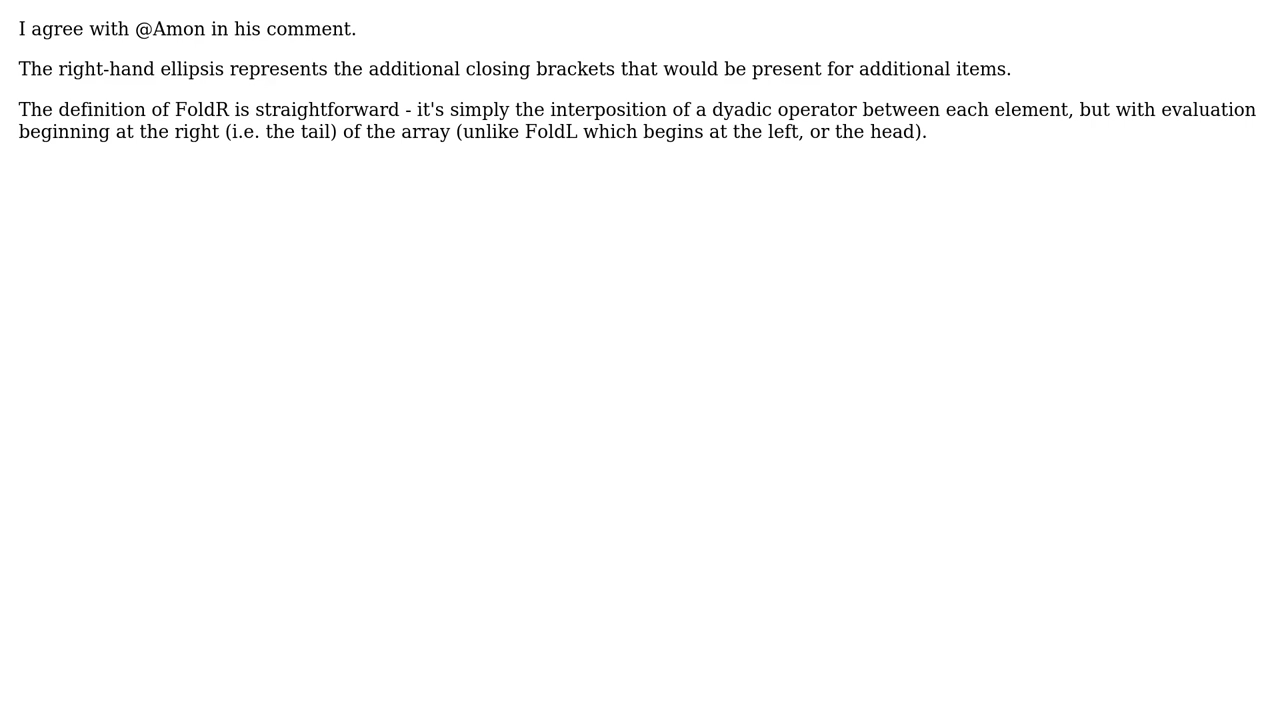 I agree with @Amon in his comment.
The right-hand ellipsis represents the additional closing brackets that would be present for additional items.
The definition of FoldR is straightforward - it's simply the interposition of a dyadic operator between each element, but with evaluation
beginning at the right (i.e. the tail) of the array (unlike FoldL which begins at the left, or the head).